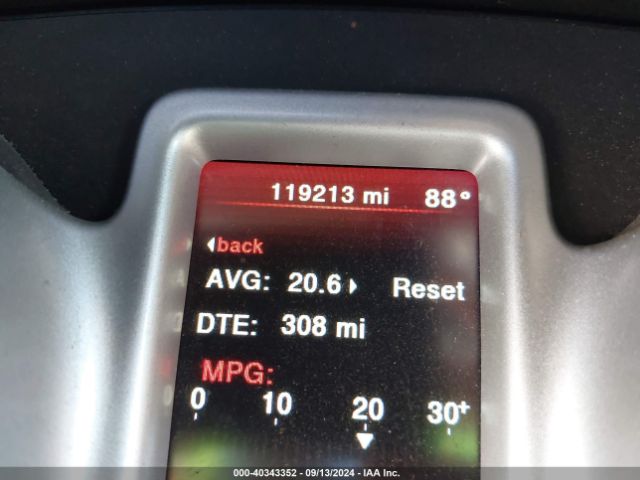 119213 mi 88°
back
AVG: 20.6 Reset
DTE: 308 mi
MPG:
0 10 20 30+
000-40343352 - 09/13/2024 - IAA Inc.